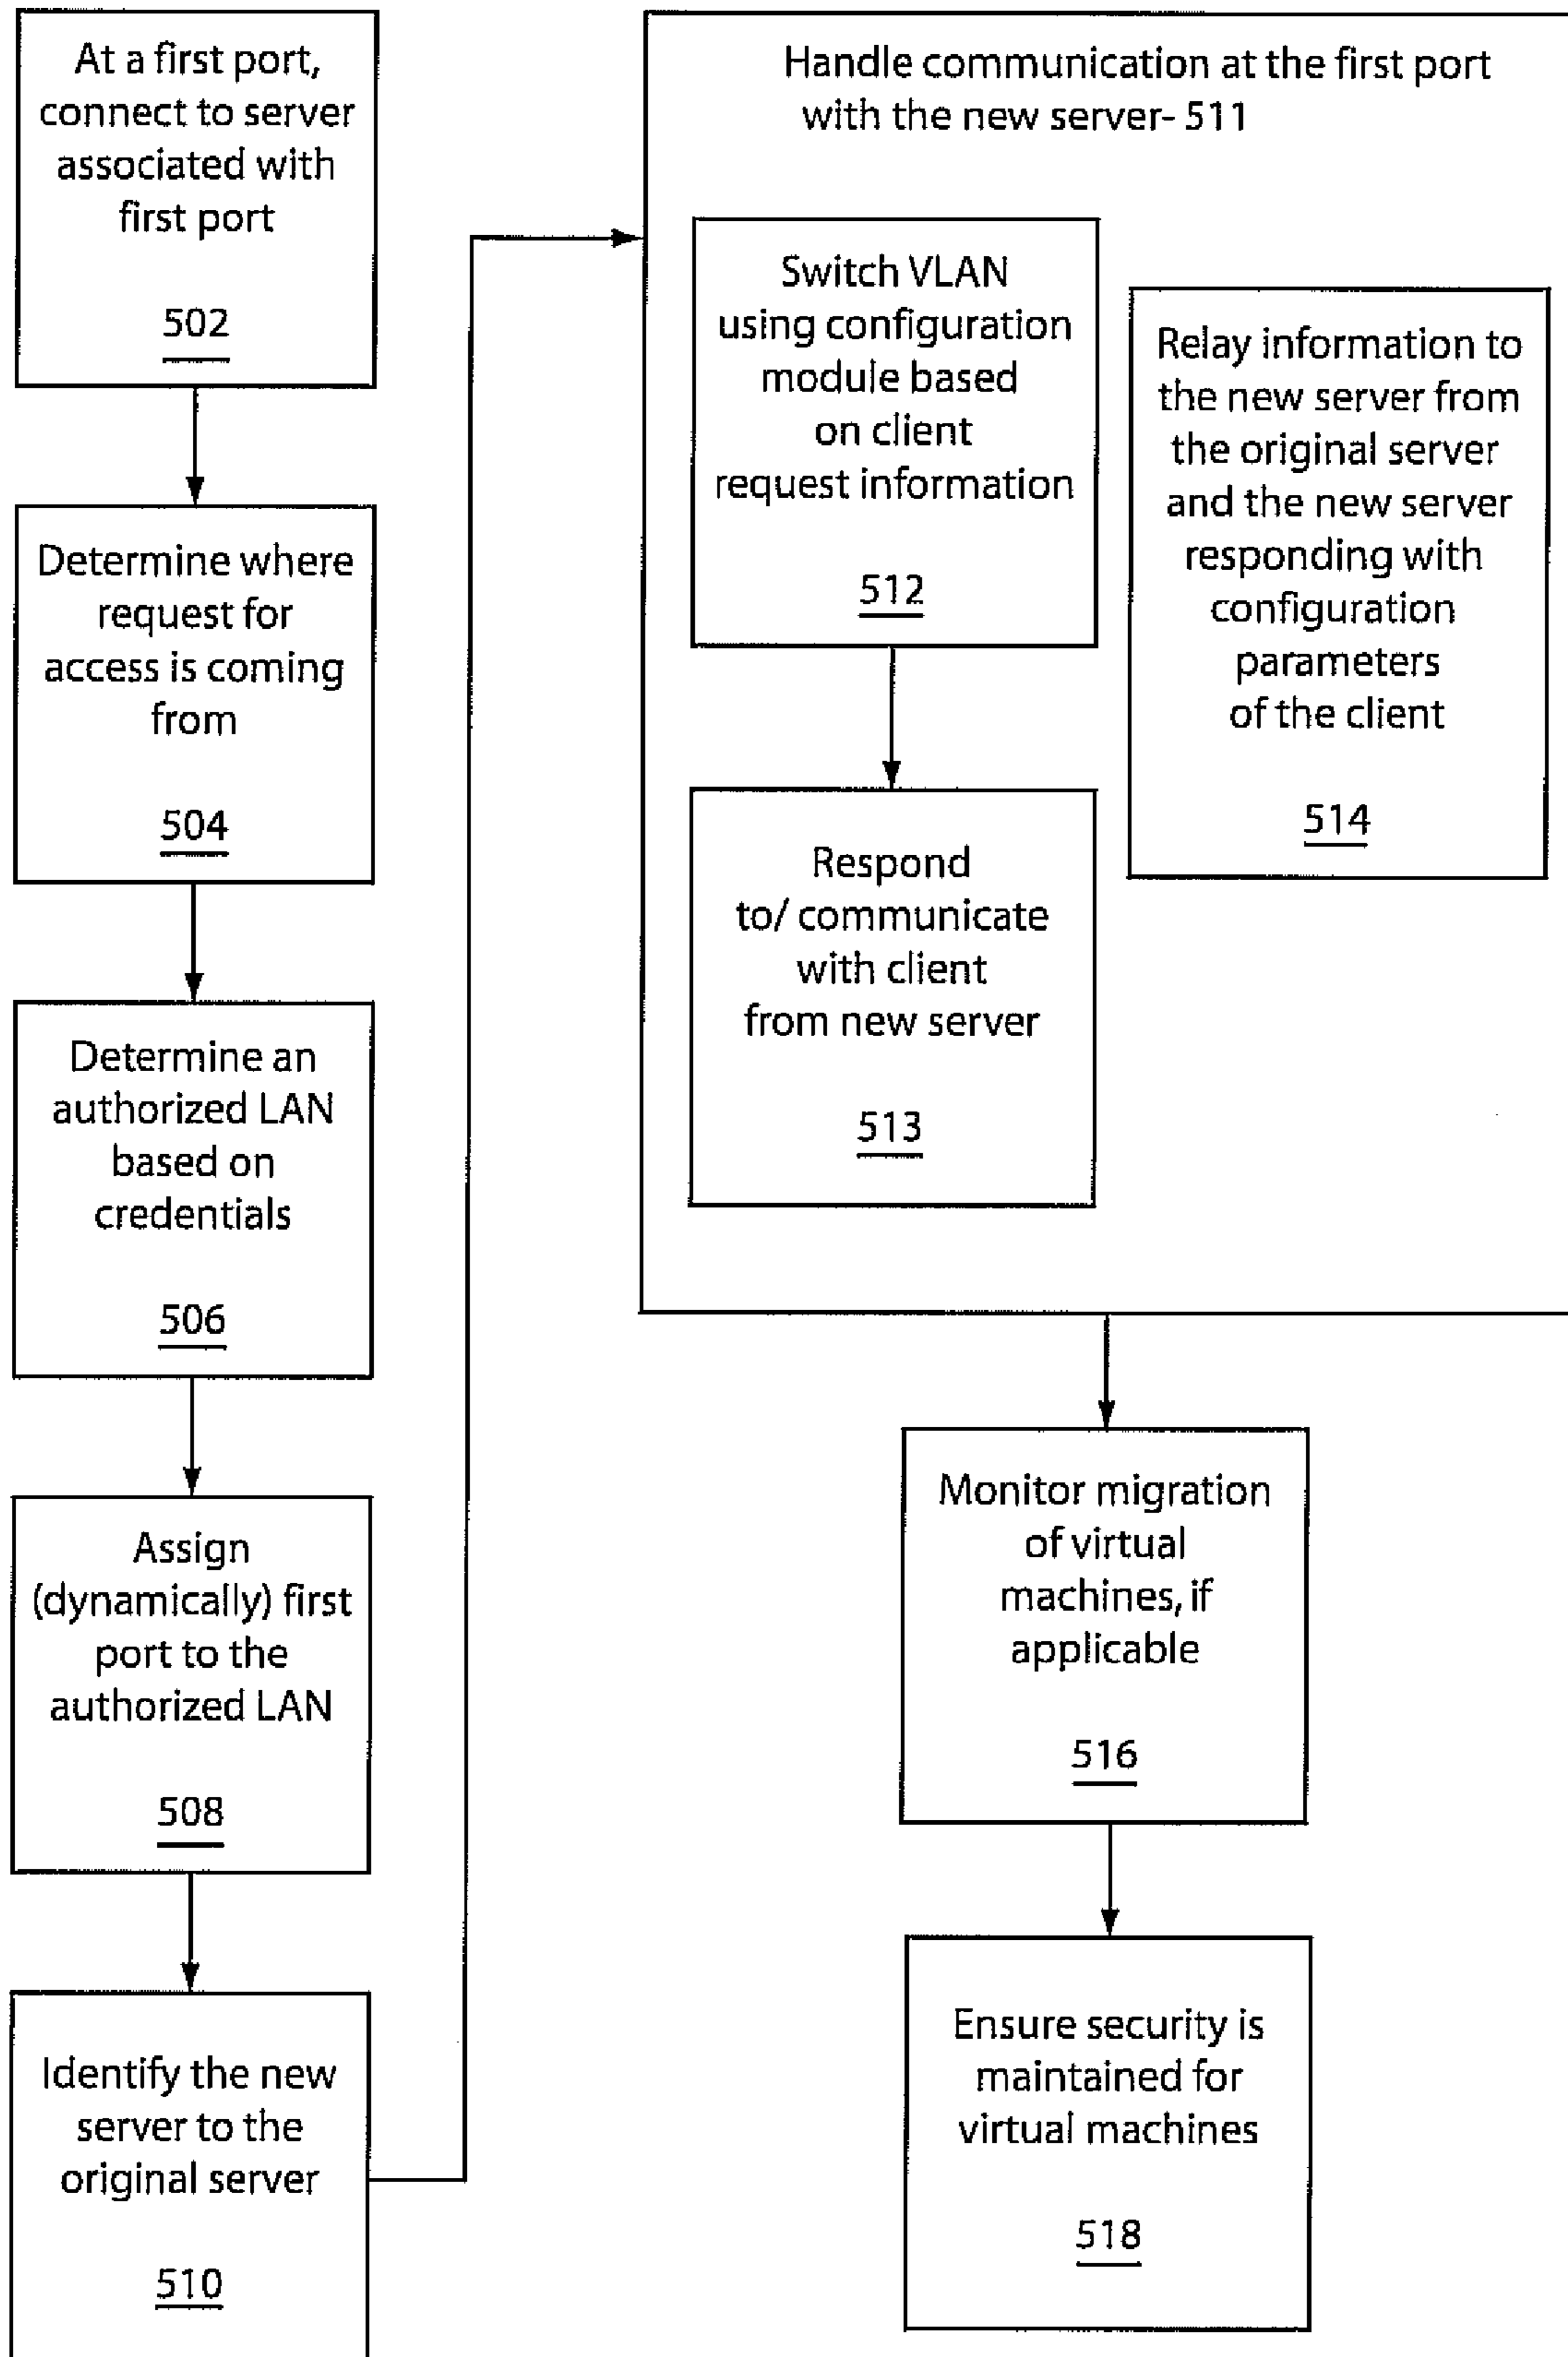 At a first port,
connect to server
associated with
first port
502
Determine where
request for
access is coming
from
504
Determine an
authorized LAN
based on
credentials
506
Assign
(dynamically) first
port to the
authorized LAN
508
Identify the new
server to the
original server
510
Handle communication at the first port
with the new server- 511
Switch VLAN
using configuration
module based
on client
request information
512
Respond
to/ communicate
with client
from new server
513
Relay information to
the new server from
the original server
and the new server
responding with
configuration
parameters
of the client
514
Monitor migration
of virtual
machines, if
applicable
516
Ensure security is
maintained for
virtual machines
518